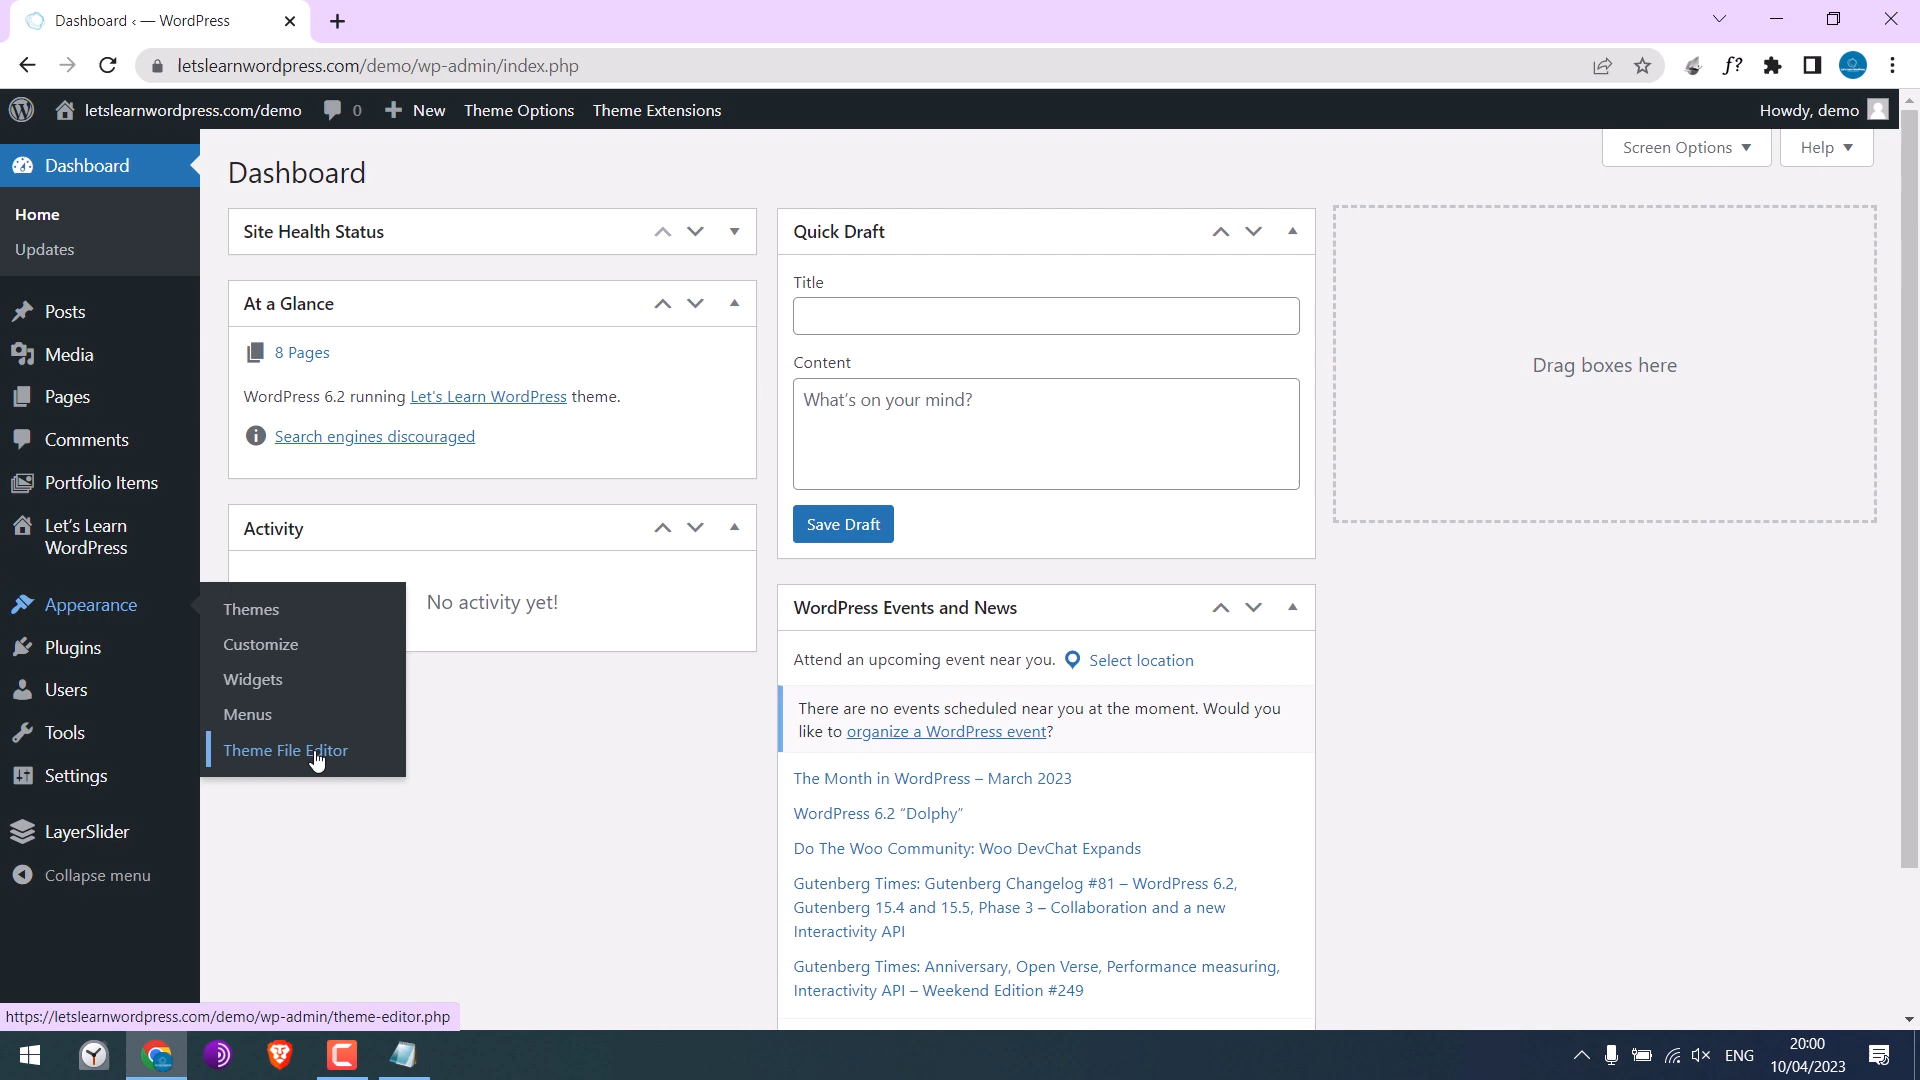 Dashboard ‹ — WordPress
letslearnwordpress.com/demo/wp-admin/index.php
f?
letslearnwordpress.com/demo 0 New Theme Options Theme Extensions Howdy, demo
Screen Options Help
Dashboard
Home
Updates
Posts
Media
Pages
Comments
Portfolio Items
Let's Learn
WordPress
Appearance
Plugins
Users
Tools
Settings
LayerSlider
Collapse menu
Themes
Customize
Widgets
Menus
Theme File Editor
Dashboard
Site Health Status
At a Glance
8 Pages
WordPress 6.2 running Let's Learn WordPress theme.
Search engines discouraged
Activity
No activity yet!
Quick Draft
Title
Content
What's on your mind?
Save Draft
WordPress Events and News
Attend an upcoming event near you. Select location
There are no events scheduled near you at the moment. Would you
like to organize a WordPress event?
The Month in WordPress – March 2023
WordPress 6.2 “Dolphy”
Do The Woo Community: Woo DevChat Expands
Gutenberg Times: Gutenberg Changelog #81 – WordPress 6.2,
Gutenberg 15.4 and 15.5, Phase 3 – Collaboration and a new
Interactivity API
Gutenberg Times: Anniversary, Open Verse, Performance measuring,
Interactivity API – Weekend Edition #249
Drag boxes here
https://letslearnwordpress.com/demo/wp-admin/theme-editor.php
ENG
20:00
10/04/2023